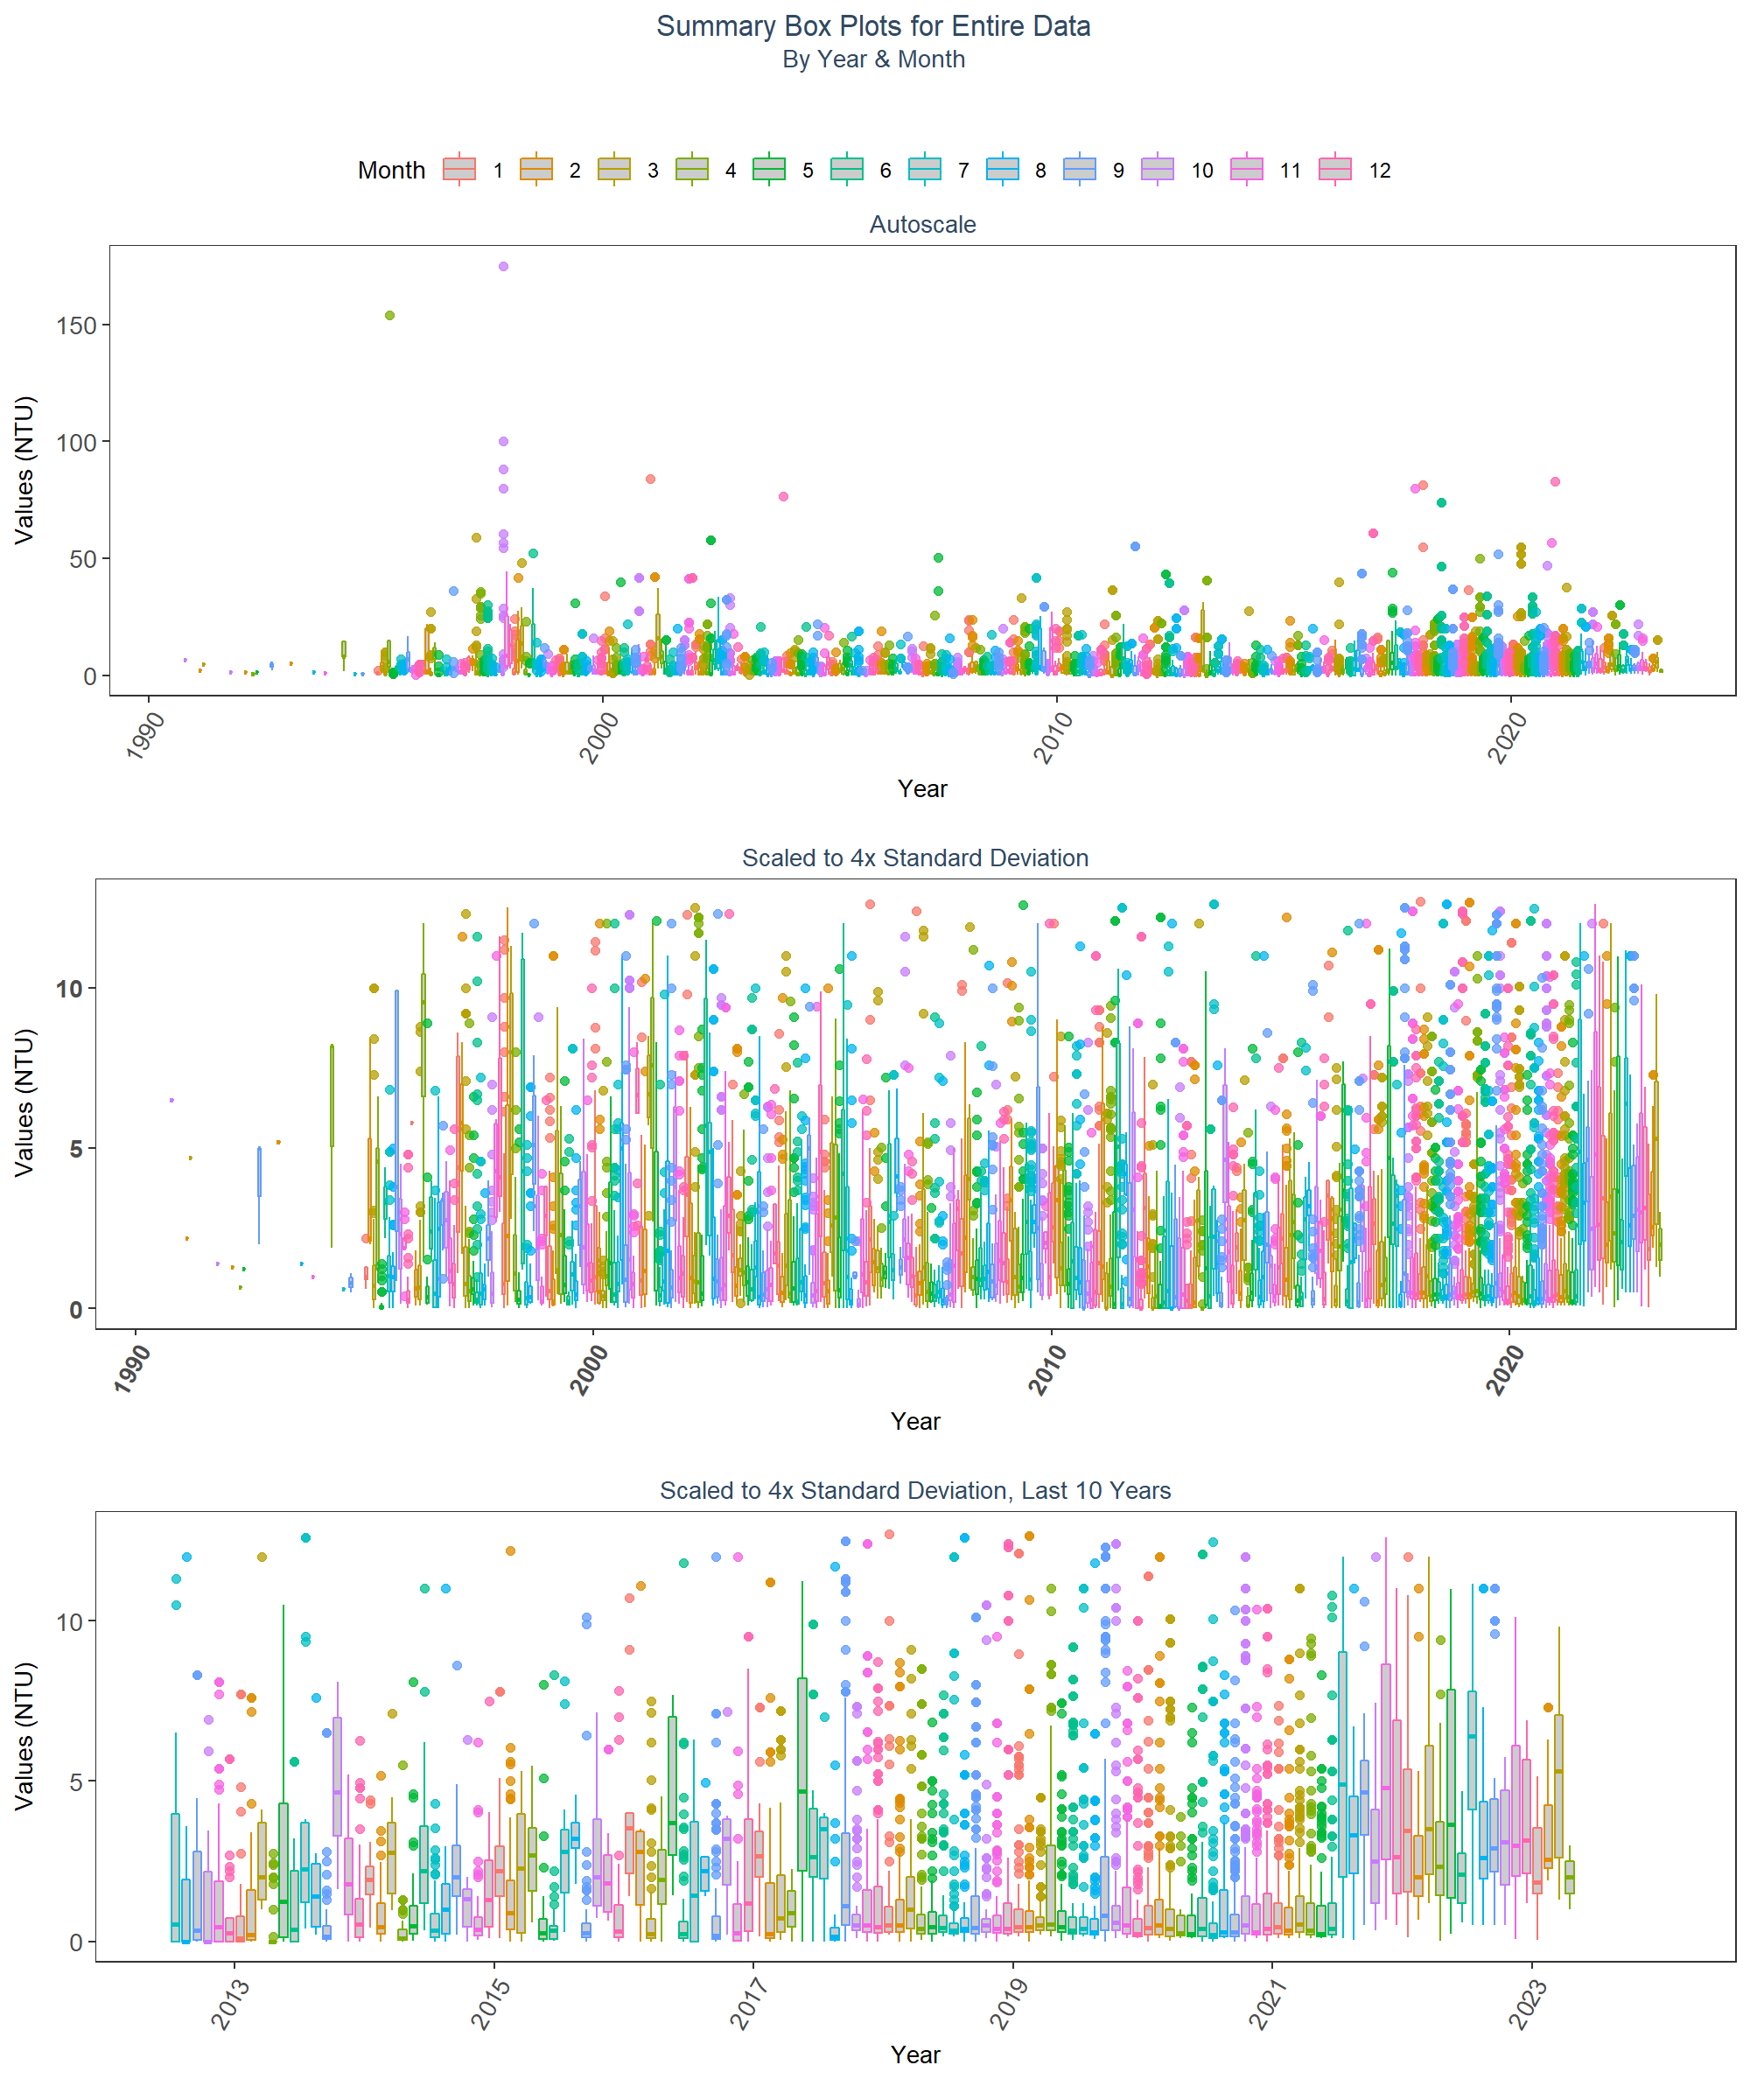 Summary Box Plots for Entire Data
By Year & Month
Month 1 2 3 4 5 6 7 8 9 10 11 12
Autoscale
Values (NTU)
150
100
50
0
1990 2000 2010 2020
Year
Scaled to 4x Standard Deviation
Values (NTU)
10
5
0
1990 2000 2010 2020
Year
Scaled to 4x Standard Deviation, Last 10 Years
Values (NTU)
10
5
0
2013 2015 2017 2019 2021 2023
Year